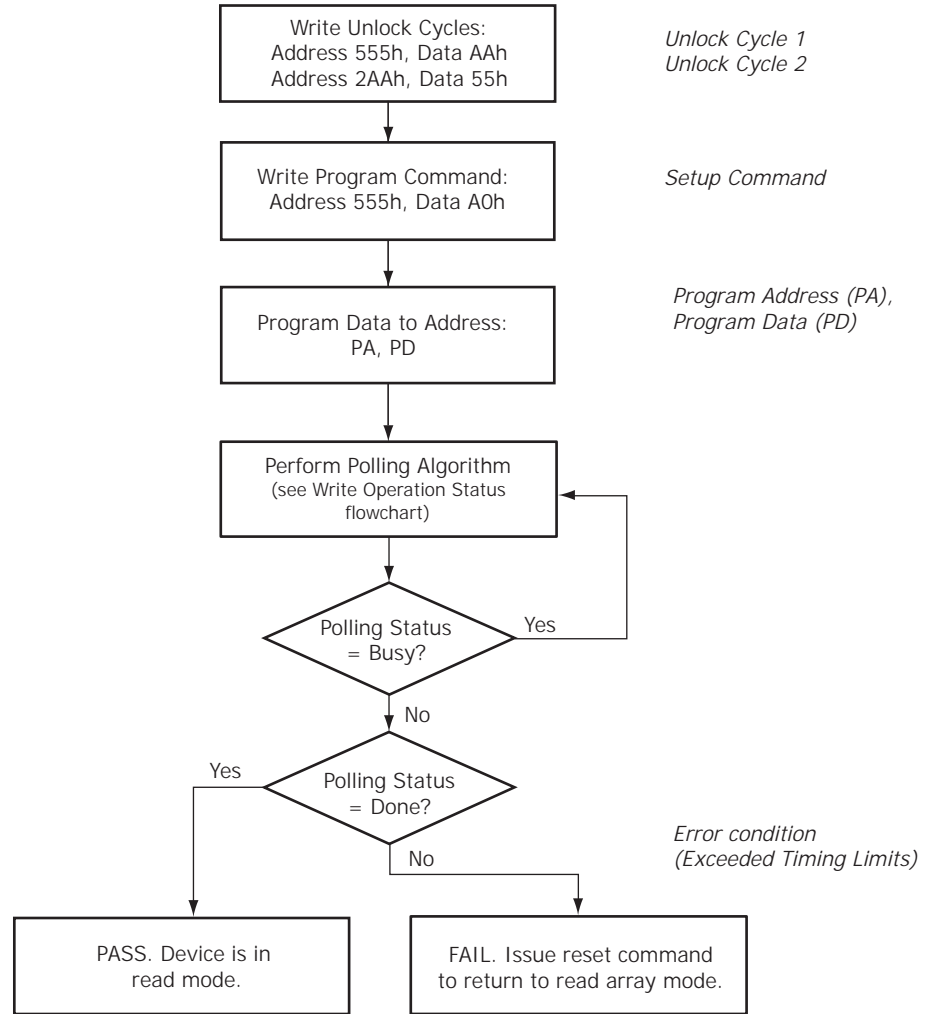 Write Unlock Cycles:
Address 555h, Data AAh
Address 2AAh, Data 55h
Unlock Cycle 1
Unlock Cycle 2
Write Program Command:
Address 555h, Data A0h
Setup Command
Program Data to Address:
PA, PD
Program Address (PA),
Program Data (PD)
Perform Polling Algorithm
(see Write Operation Status
flowchart)
Polling Status
= Busy?
Yes
No
Polling Status
= Done?
Yes
No
Error condition
(Exceeded Timing Limits)
PASS. Device is in
read mode.
FAIL. Issue reset command
to return to read array mode.